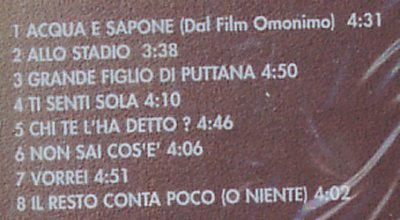 1 ACQUA E SAPONE (Dal Film Omonimo) 4:31
2 ALLO STADIO 3:38
3 GRANDE FIGLIO DI PUTTANA 4:50
4 TI SENTI SOLA 4:10
5 CHI TE L'HA DETTO ? 4:46
6 NON SAI COS'E' 4:06
7 VORREI 4:51
8 IL RESTO CONTA POCO (O NIENTE) 4:02